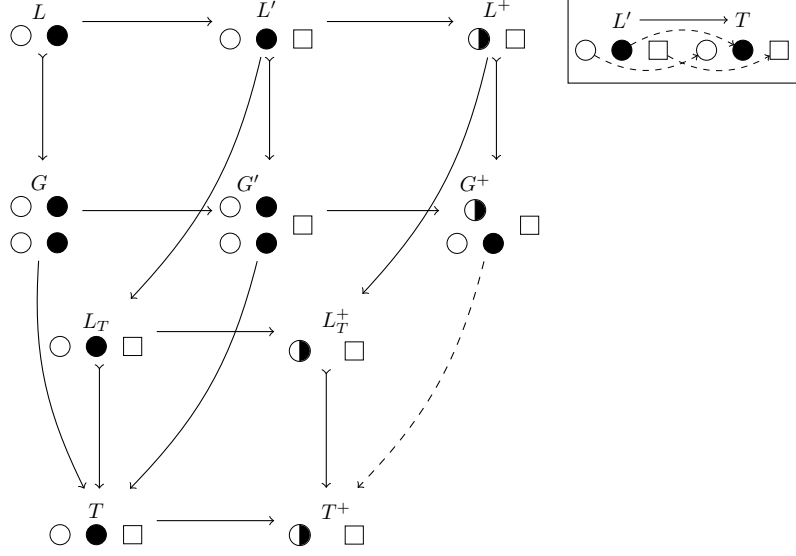 L L′ L⁺ L′ T
G G′ G⁺
L_T L_T⁺
T T⁺